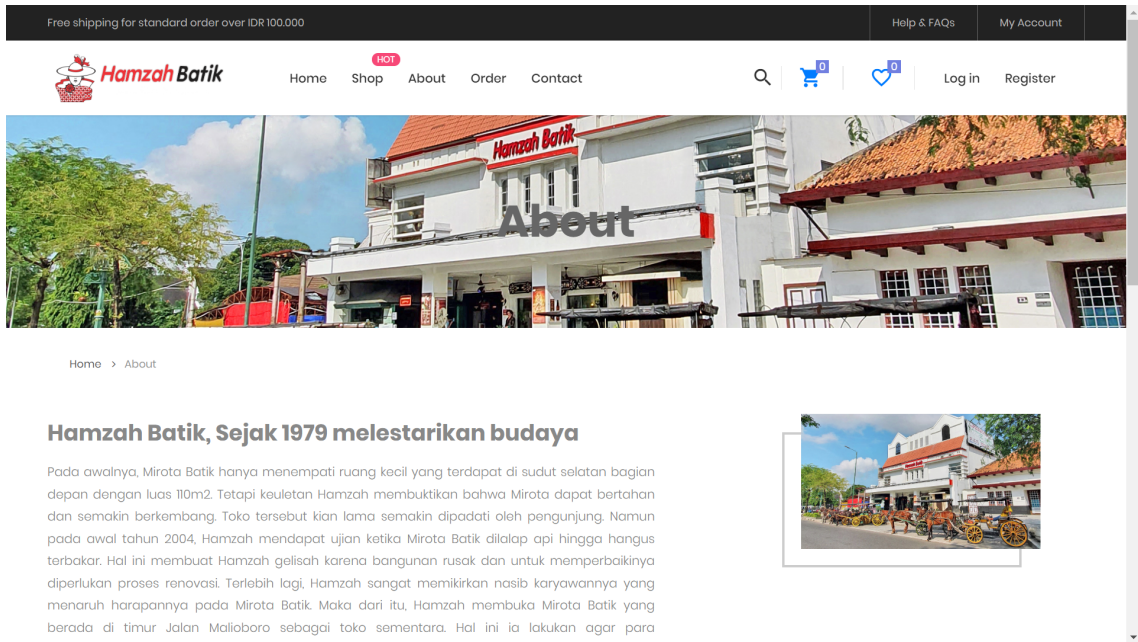 Free shipping for standard order over IDR 100.000
Help & FAQs
My Account
Hamzah Batik
Home
Shop
HOT
About
Order
Contact
0
0
Log in
Register
Hamzah Batik
About
Home > About
Hamzah Batik, Sejak 1979 melestarikan budaya
Pada awalnya, Mirota Batik hanya menempati ruang kecil yang terdapat di sudut selatan bagian
depan dengan luas 110m2. Tetapi keuletan Hamzah membuktikan bahwa Mirota dapat bertahan
dan semakin berkembang. Toko tersebut kian lama semakin dipadati oleh pengunjung. Namun
pada awal tahun 2004, Hamzah mendapat ujian ketika Mirota Batik dilalap api hingga hangus
terbakar. Hal ini membuat Hamzah gelisah karena bangunan rusak dan untuk memperbaikinya
diperlukan proses renovasi. Terlebih lagi, Hamzah sangat memikirkan nasib karyawannya yang
menaruh harapannya pada Mirota Batik. Maka dari itu, Hamzah membuka Mirota Batik yang
berada di timur Jalan Malioboro sebagai toko sementara. Hal ini ia lakukan agar para